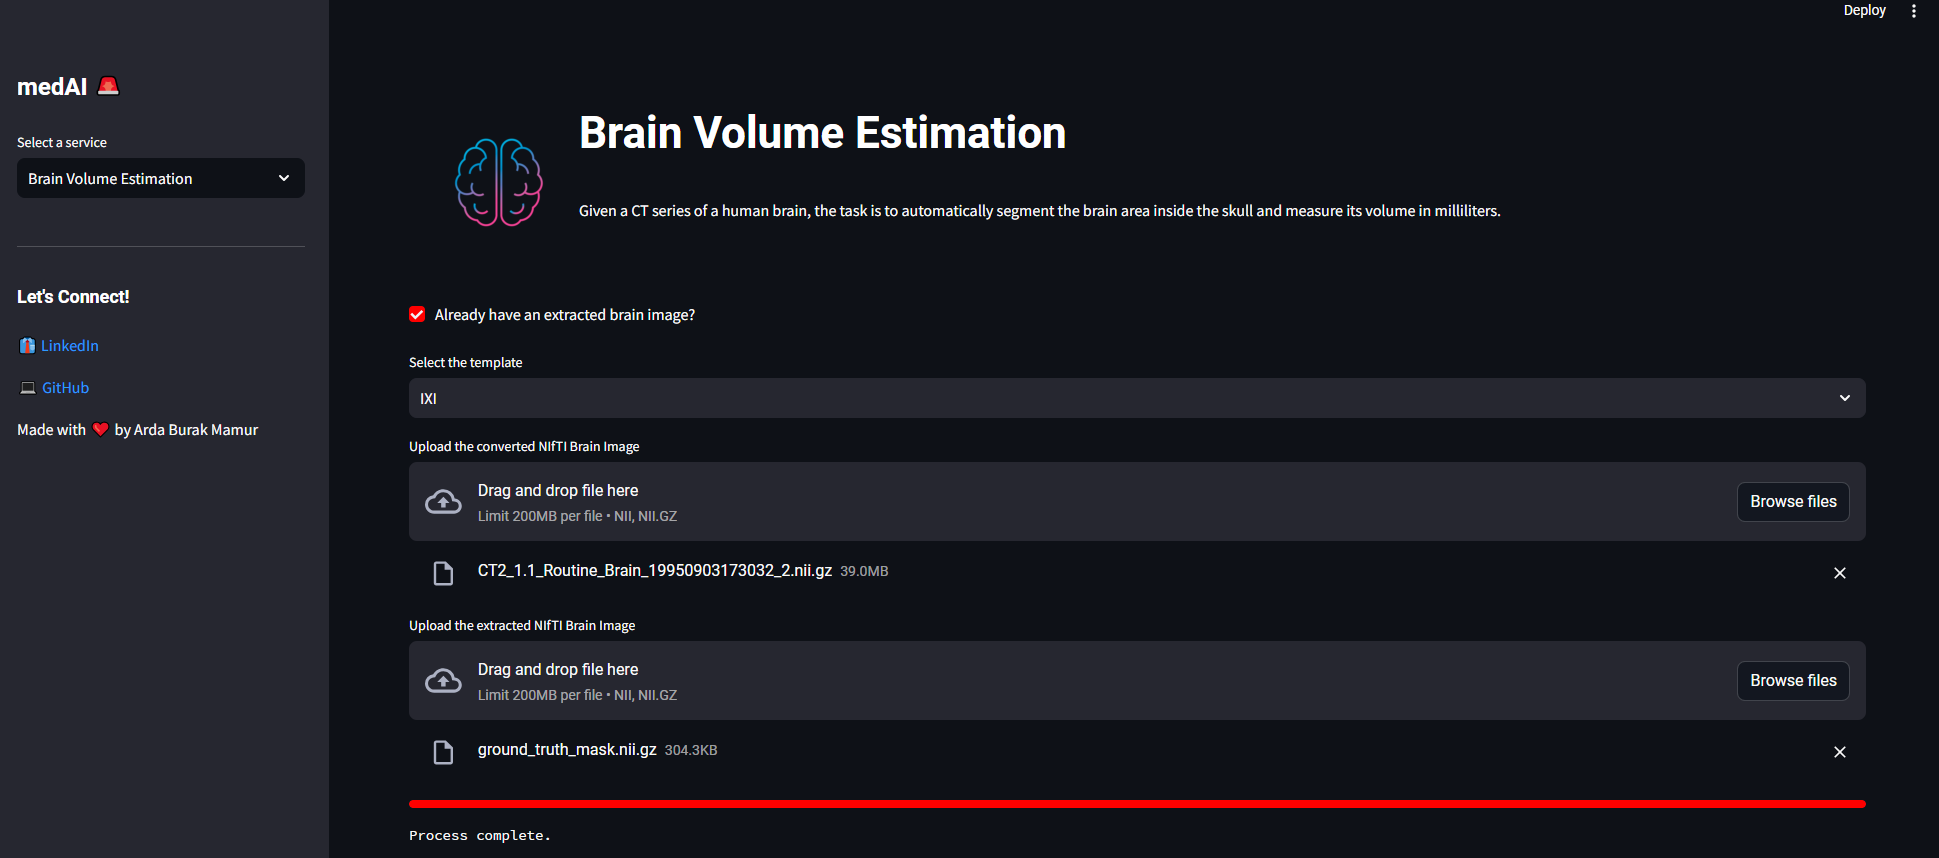 Deploy
medAI
Select a service
Brain Volume Estimation
Let's Connect!
LinkedIn
GitHub
Made with ❤️ by Arda Burak Mamur
Brain Volume Estimation
Given a CT series of a human brain, the task is to automatically segment the brain area inside the skull and measure its volume in milliliters.
Already have an extracted brain image?
Select the template
IXI
Upload the converted NIfTI Brain Image
Drag and drop file here
Limit 200MB per file • NII, NII.GZ
Browse files
CT2_1.1_Routine_Brain_19950903173032_2.nii.gz 39.0MB
Upload the extracted NIfTI Brain Image
Drag and drop file here
Limit 200MB per file • NII, NII.GZ
Browse files
ground_truth_mask.nii.gz 304.3KB
Process complete.